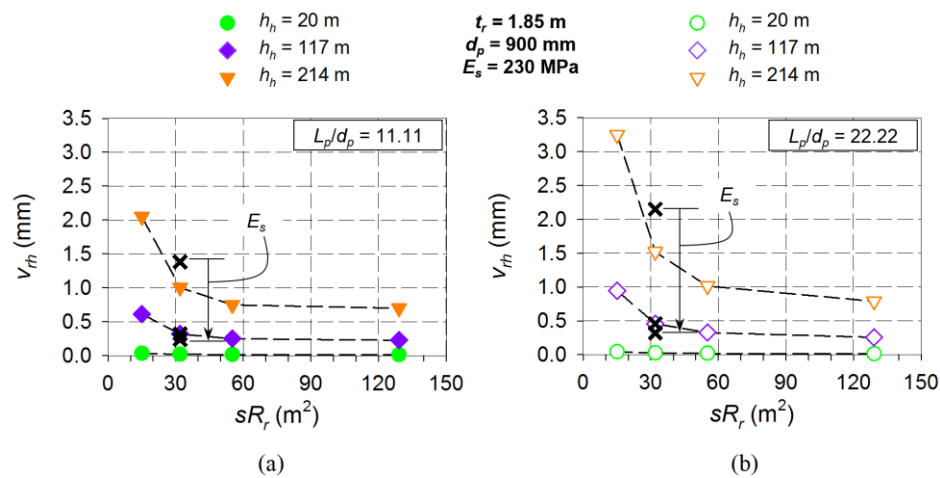 h_h = 20 m
h_h = 117 m
h_h = 214 m
t_r = 1.85 m
d_p = 900 mm
E_s = 230 MPa
h_h = 20 m
h_h = 117 m
h_h = 214 m
L_p/d_p = 11.11
3.5
3.0
2.5
2.0
1.5
1.0
0.5
0.0
v_rh (mm)
E_s
0 30 60 90 120 150
sR_r (m²)
(a)
L_p/d_p = 22.22
3.5
3.0
2.5
2.0
1.5
1.0
0.5
0.0
v_rh (mm)
E_s
0 30 60 90 120 150
sR_r (m²)
(b)